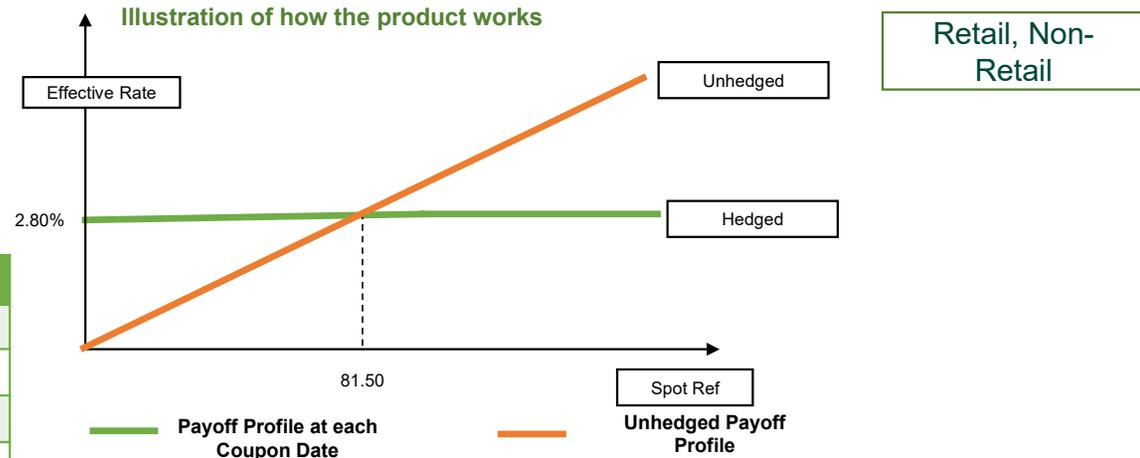 Illustration of how the product works
Retail, Non-
Retail
Effective Rate
Unhedged
2.80%
Hedged
81.50
Spot Ref
Payoff Profile at each
Coupon Date
Unhedged Payoff
Profile